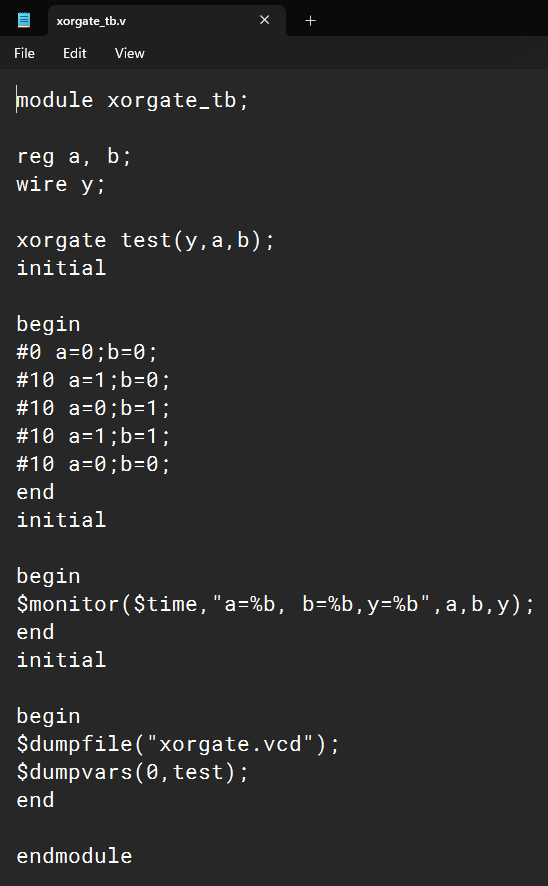 xorgate_tb.v
File Edit View
module xorgate_tb;
reg a, b;
wire y;
xorgate test(y,a,b);
initial
begin
#0 a=0;b=0;
#10 a=1;b=0;
#10 a=0;b=1;
#10 a=1;b=1;
#10 a=0;b=0;
end
initial
begin
$monitor($time,"a=%b, b=%b,y=%b",a,b,y);
end
initial
begin
$dumpfile("xorgate.vcd");
$dumpvars(0,test);
end
endmodule